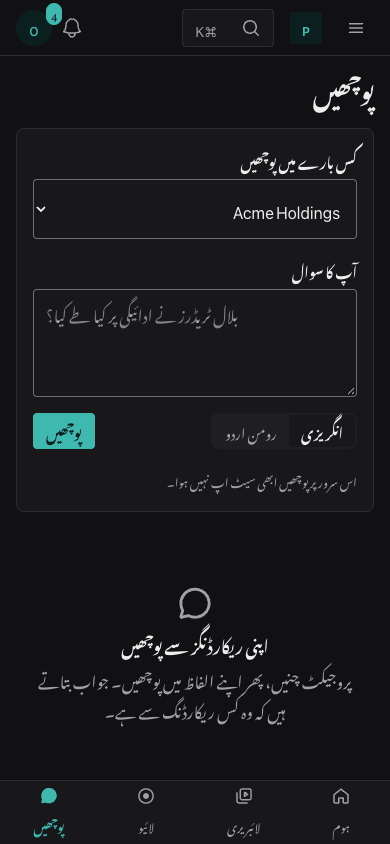 P
K⌘
4
O
پوچھیں
کس بارے میں پوچھیں
Acme Holdings
آپ کا سوال
بلال ٹریڈرز نے ادائیگی پر کیا طے کیا؟
انگریزی
رومن اردو
پوچھیں
اس سرور پر پوچھیں ابھی سیٹ اپ نہیں ہوا۔
اپنی ریکارڈنگز سے پوچھیں
پروجیکٹ چنیں، پھر اپنے الفاظ میں پوچھیں۔ جواب بتاتے
ہیں کہ وہ کس ریکارڈنگ سے ہے۔
ہوم
لائبریری
لائیو
پوچھیں